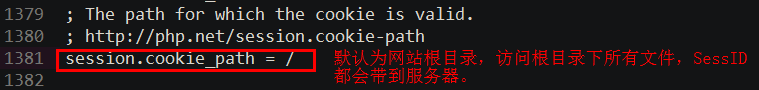 1379 ; The path for which the cookie is valid.
1380 ; http://php.net/session.cookie-path
1381 session.cookie_path = / 默认为网站根目录，访问根目录下所有文件，SessID
都会带到服务器。
1382